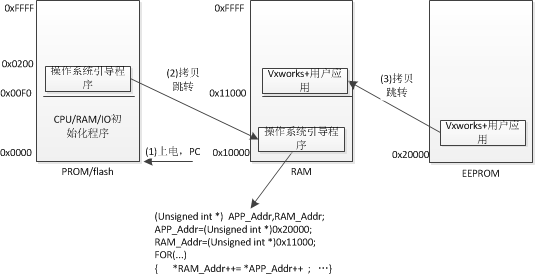 0xFFFF
0x0200
操作系统引导程
序
0x00F0
CPU/RAM/IO初
始化程序
0x0000
PROM/flash
(1)上电，PC
(2)拷贝
跳转
0xFFFF
Vxworks+用户应
用
0x11000
操作系统引导程
序
0x10000
RAM
(3)拷贝
跳转
Vxworks+用户应
用
0x20000
EEPROM
(Unsigned int *) APP_Addr,RAM_Addr;
APP_Addr=(Unsigned int *)0x20000;
RAM_Addr=(Unsigned int *)0x11000;
FOR(...)
{ *RAM_Addr++= *APP_Addr++ ; …}